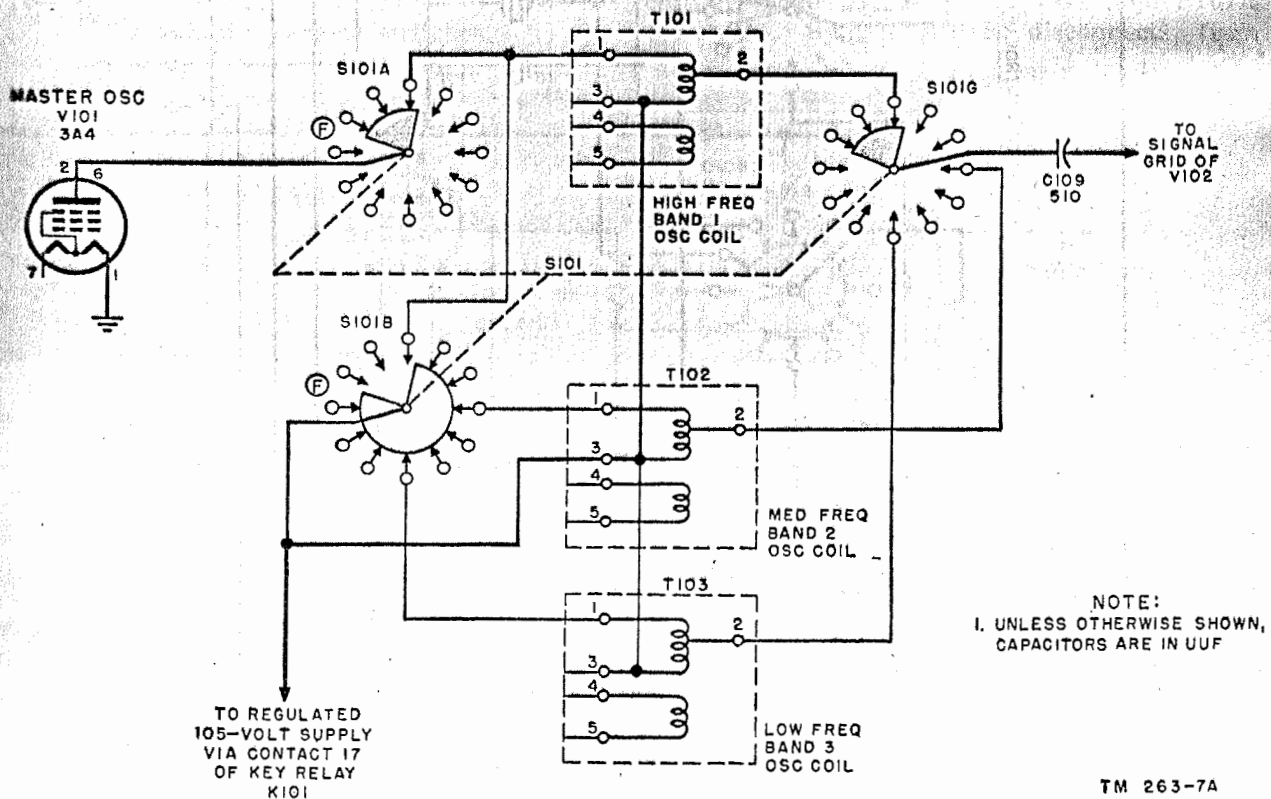 T101
S101A
MASTER OSC
V101
3A4
F
2
6
7
1
1
2
3
4
5
HIGH FREQ
BAND 1
OSC COIL
S101G
TO
SIGNAL
GRID OF
V102
C109
510
S101
S101B
F
T102
1
2
3
4
5
MED FREQ
BAND 2
OSC COIL
T103
1
2
3
4
5
LOW FREQ
BAND 3
OSC COIL
NOTE:
1. UNLESS OTHERWISE SHOWN,
CAPACITORS ARE IN UUF
TO REGULATED
105-VOLT SUPPLY
VIA CONTACT 17
OF KEY RELAY
K101
TM 263-7A